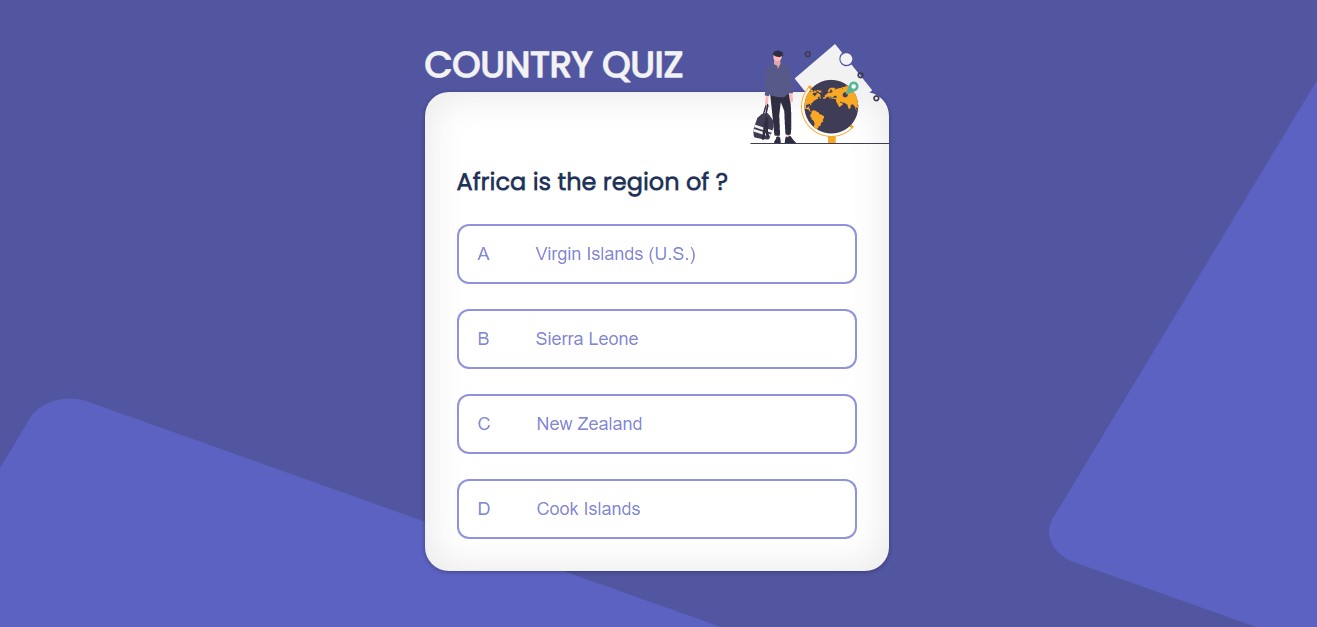 COUNTRY QUIZ
Africa is the region of ?
A Virgin Islands (U.S.)
B Sierra Leone
C New Zealand
D Cook Islands